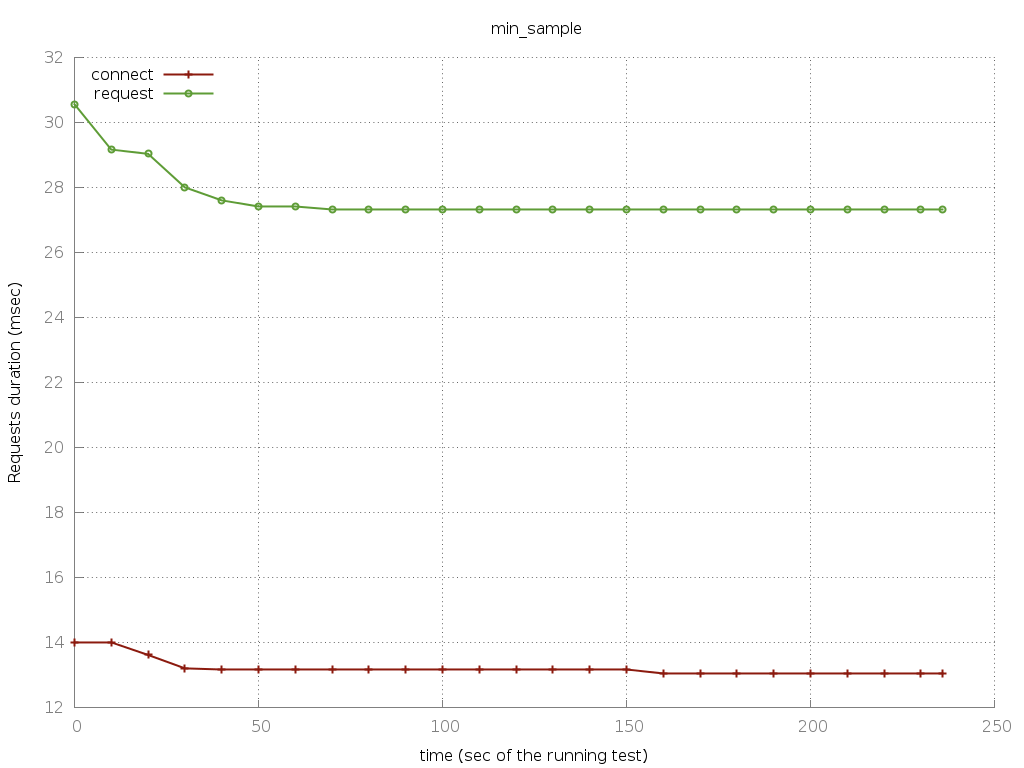 min_sample
connect
request
32
30
28
26
24
22
20
18
16
14
12
Requests duration (msec)
0 50 100 150 200 250
time (sec of the running test)